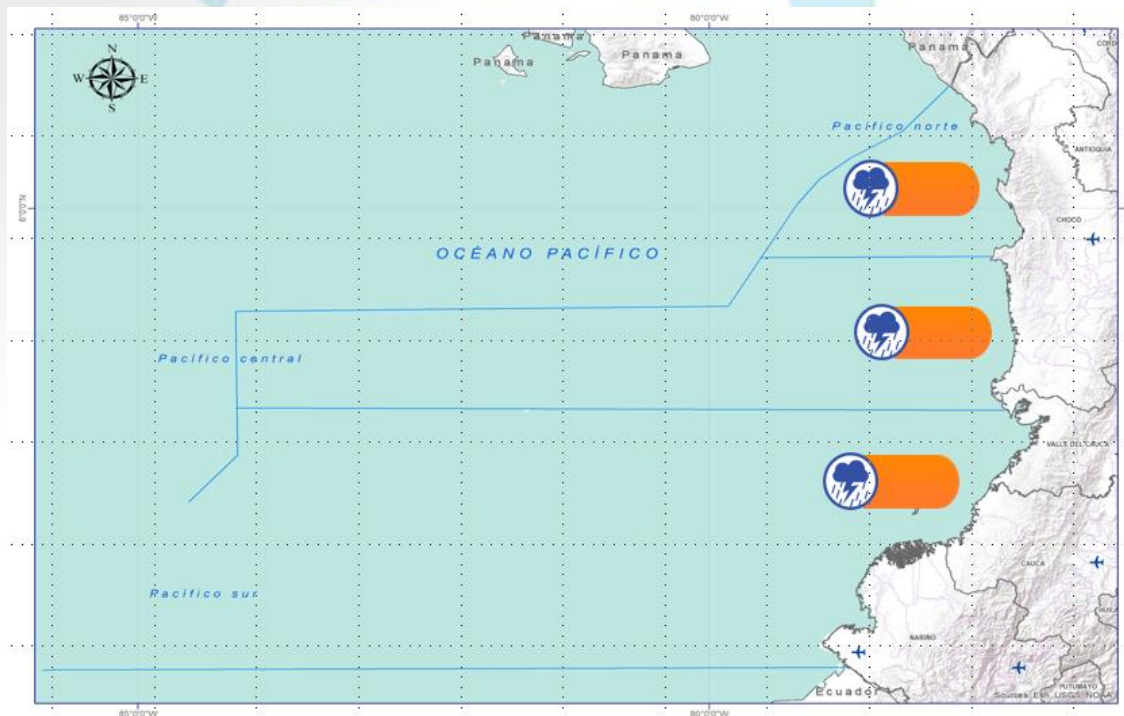 85°0'0"W
80°0'0"W
N
W
E
S
Panama
Panama
Panama
Panama
Pacífico norte
ANTIOQUIA
6°0'0"N
CHOCÓ
OCÉANO PACÍFICO
Pacífico central
VALLE DEL CAUCA
CAUCA
Pacífico sur
NARIÑO
PUTUMAYO
Ecuador
Sources: Esri, USGS, NOAA
85°0'0"W
80°0'0"W